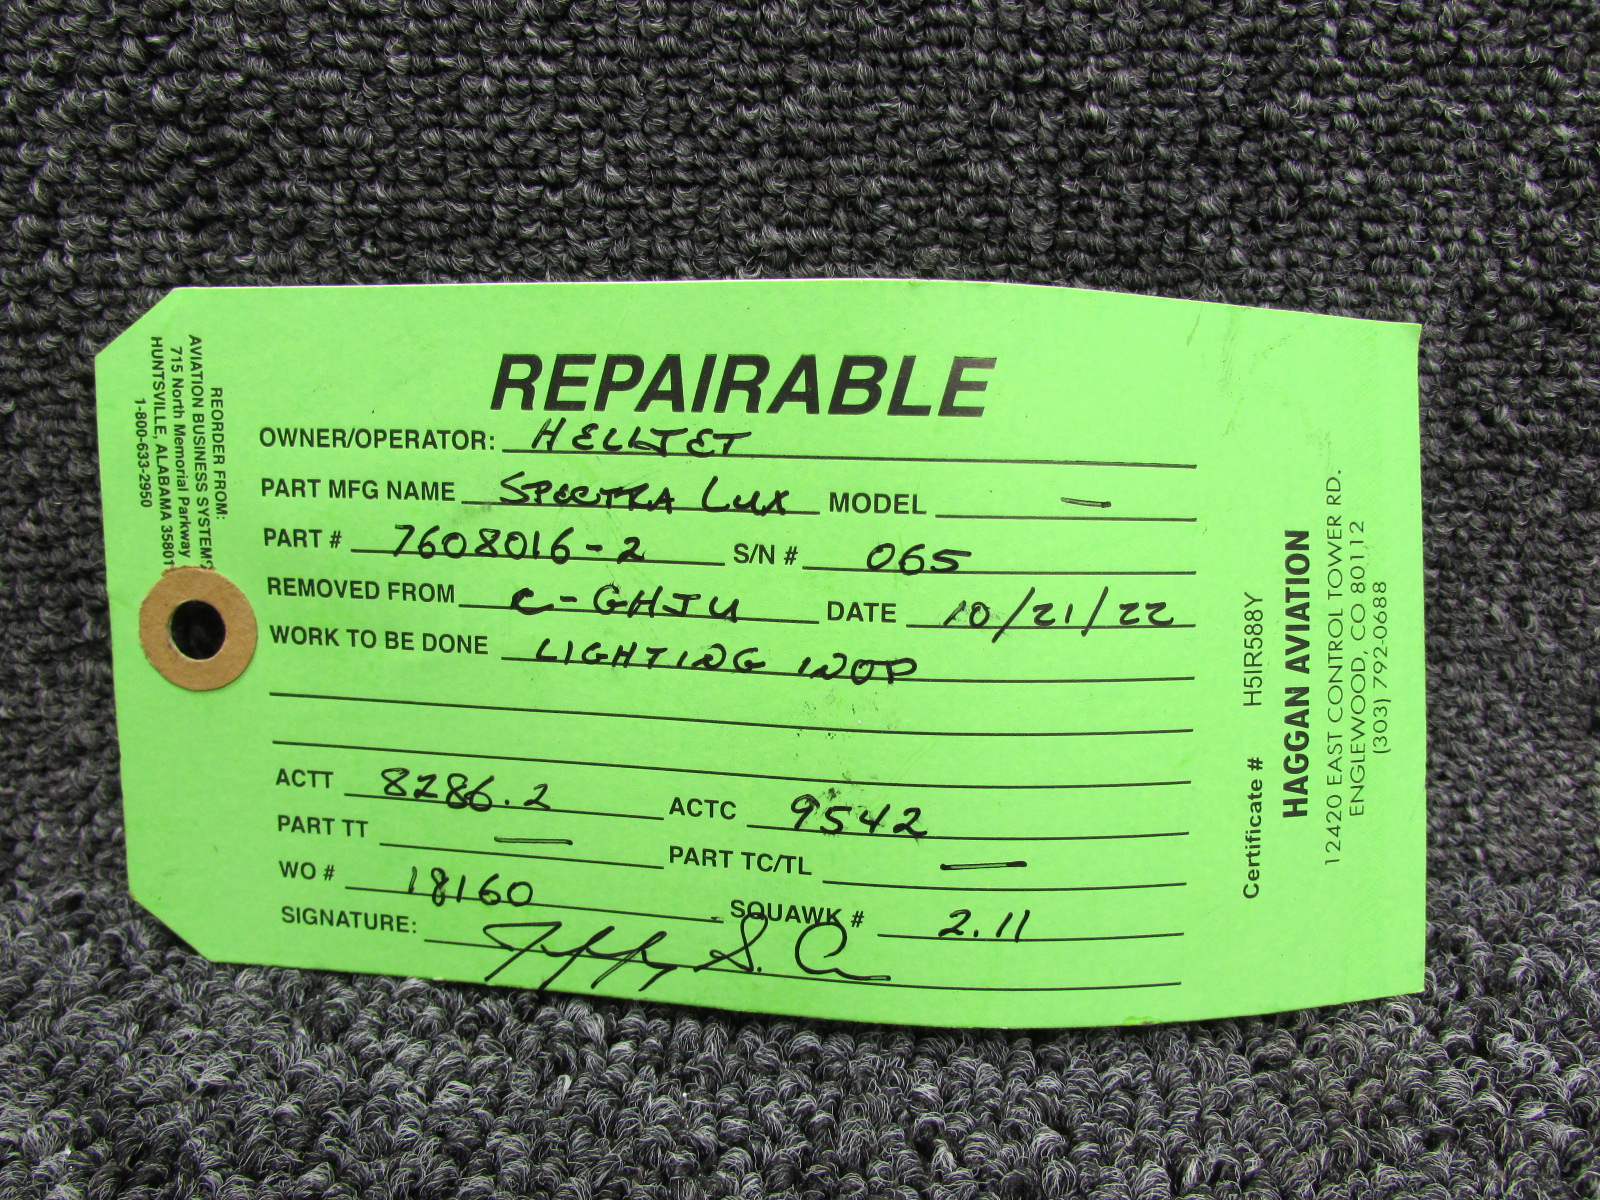 REPAIRABLE
OWNER/OPERATOR: HELLJET
PART MFG NAME SPECTRA LUX MODEL —
PART # 7608016-2 S/N # 065
REMOVED FROM C-GHJU DATE 10/21/22
WORK TO BE DONE LIGHTING INOP
ACTT 8286.2 ACTC 9542
PART TT — PART TC/TL —
WO # 18160 SQUAWK # 2.11
SIGNATURE:
REORDER FROM:
AVIATION BUSINESS SYSTEMS
715 North Memorial Parkway
HUNTSVILLE, ALABAMA 35801
1-800-633-2950
Certificate # H5IR588Y
HAGGAN AVIATION
12420 EAST CONTROL TOWER RD.
ENGLEWOOD, CO 80112
(303) 792-0688